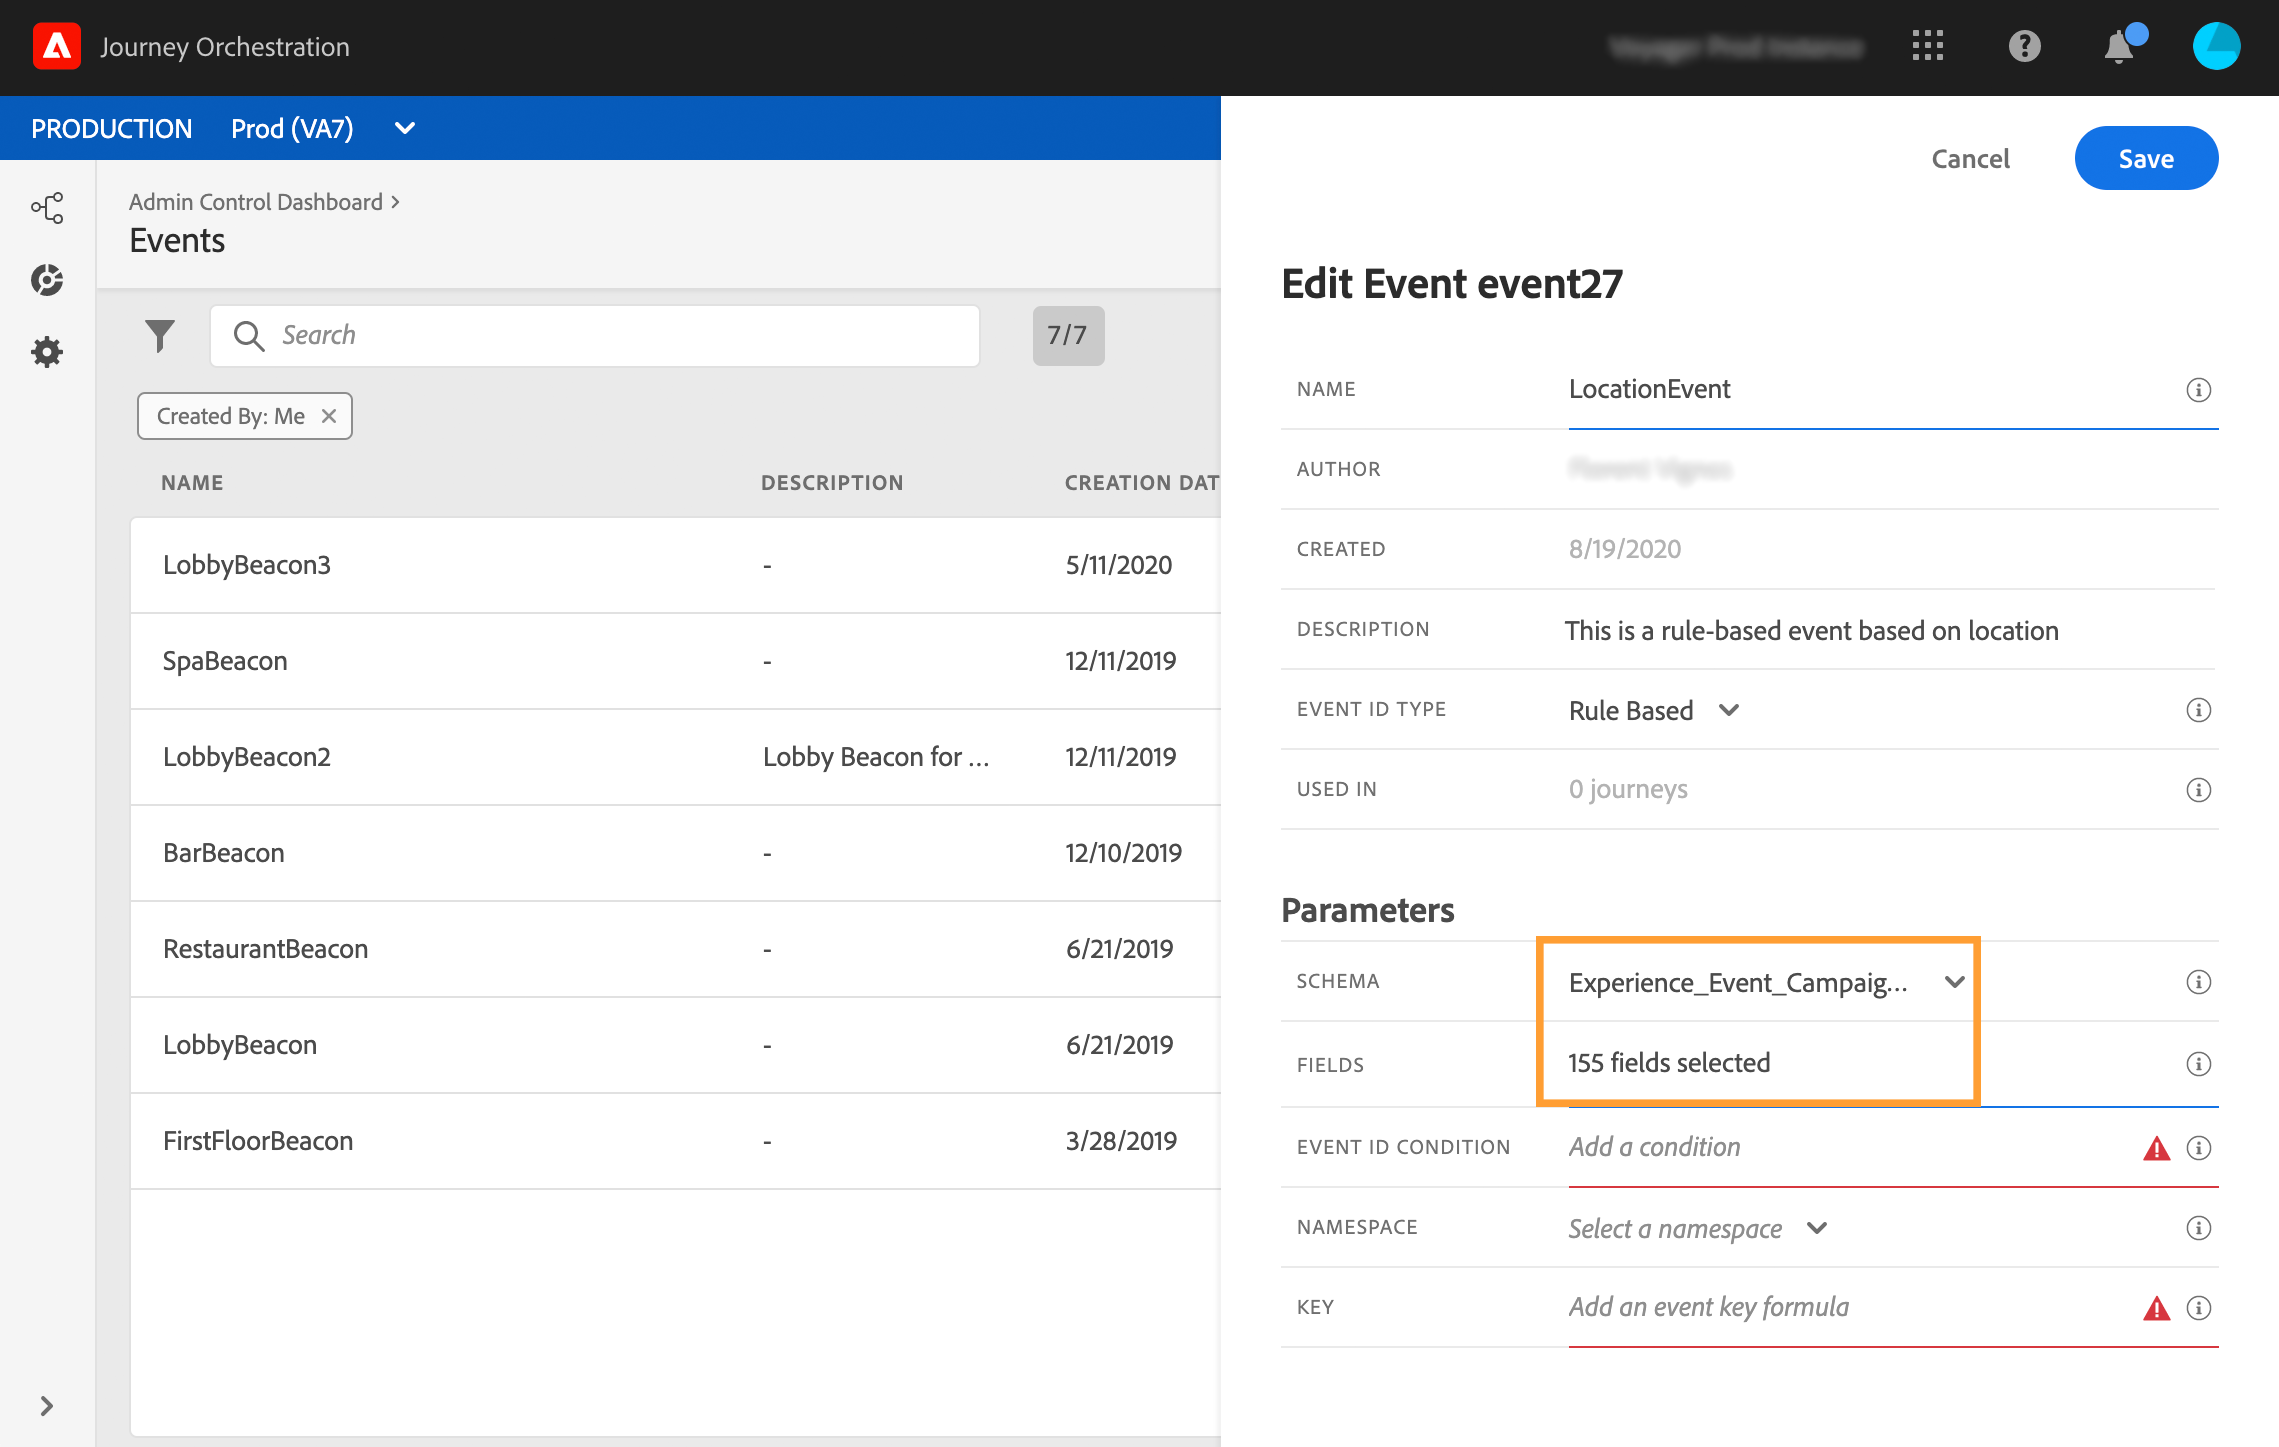 Journey Orchestration
PRODUCTION Prod (VA7)
Admin Control Dashboard >
Events
Search
7/7
Created By: Me ×
NAME DESCRIPTION CREATION DAT
LobbyBeacon3 - 5/11/2020
SpaBeacon - 12/11/2019
LobbyBeacon2 Lobby Beacon for ... 12/11/2019
BarBeacon - 12/10/2019
RestaurantBeacon - 6/21/2019
LobbyBeacon - 6/21/2019
FirstFloorBeacon - 3/28/2019
Cancel Save
Edit Event event27
NAME LocationEvent
AUTHOR
CREATED 8/19/2020
DESCRIPTION This is a rule-based event based on location
EVENT ID TYPE Rule Based
USED IN 0 journeys
Parameters
SCHEMA Experience_Event_Campaig...
FIELDS 155 fields selected
EVENT ID CONDITION Add a condition
NAMESPACE Select a namespace
KEY Add an event key formula